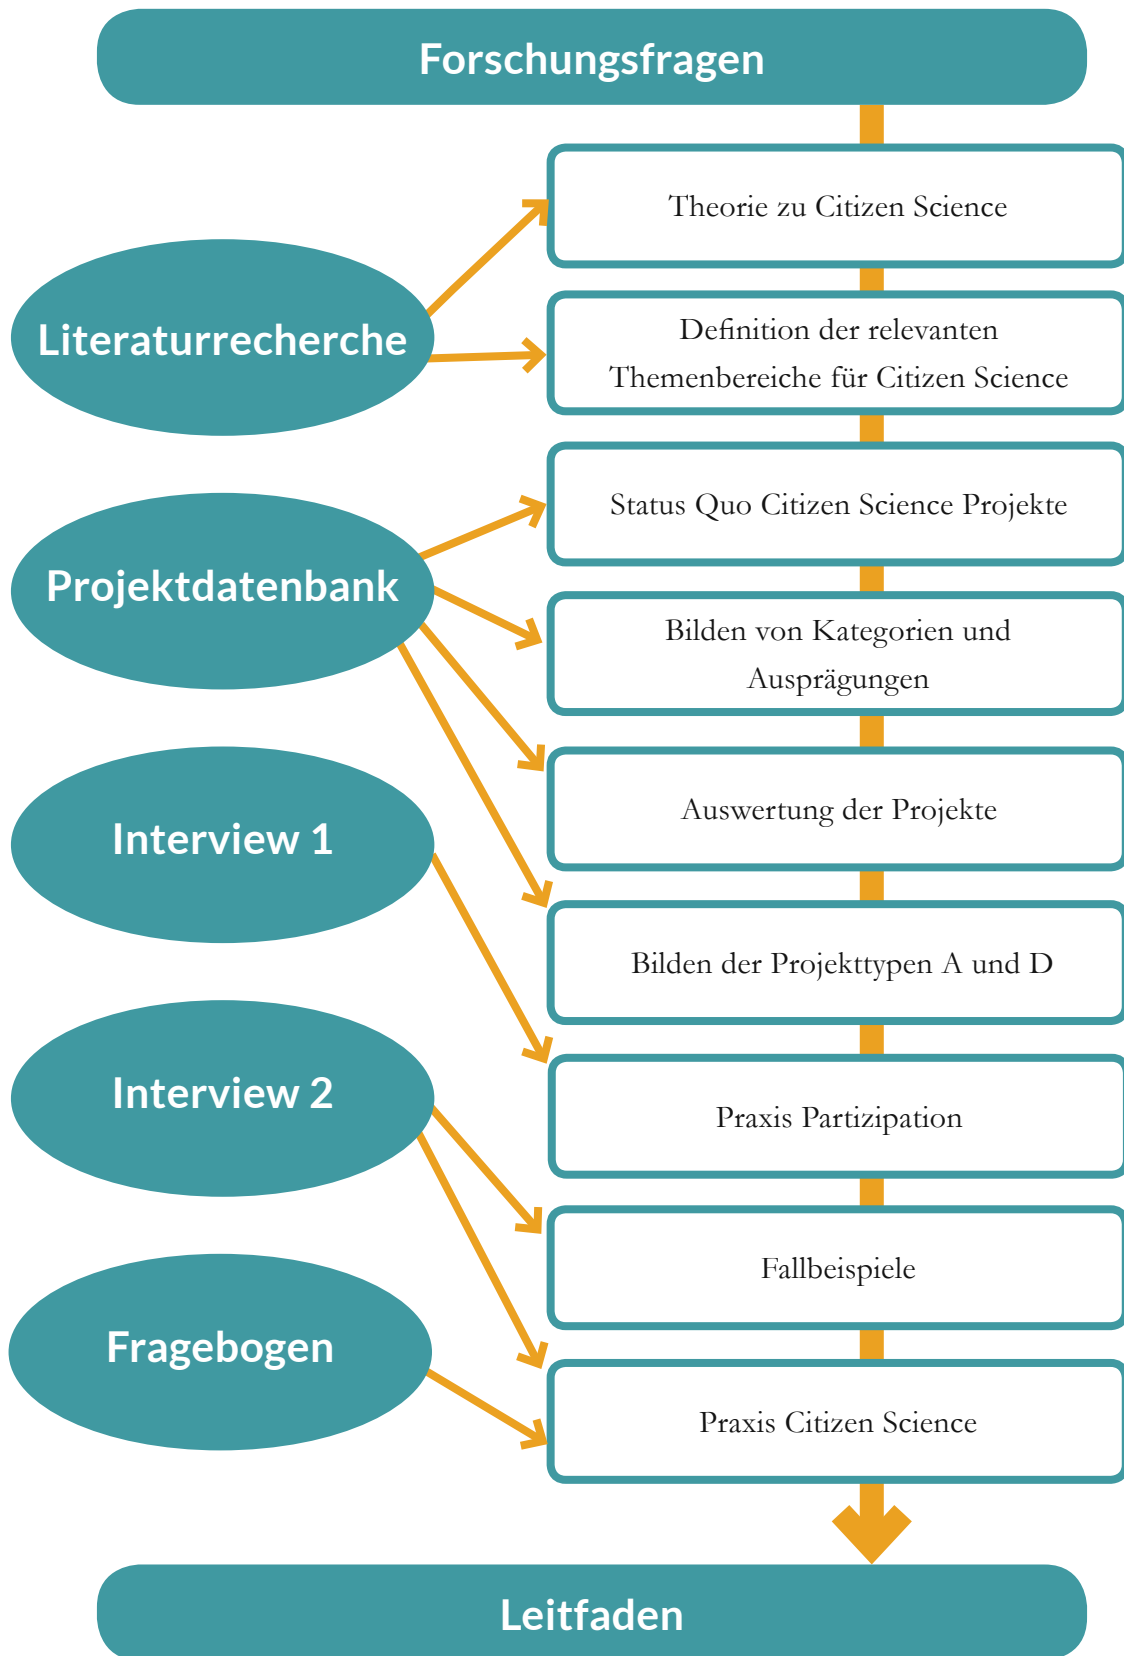 Forschungsfragen
Theorie zu Citizen Science
Literaturrecherche
Definition der relevanten
Themenbereiche für Citizen Science
Status Quo Citizen Science Projekte
Projektdatenbank
Bilden von Kategorien und
Ausprägungen
Auswertung der Projekte
Interview 1
Bilden der Projekttypen A und D
Interview 2
Praxis Partizipation
Fallbeispiele
Fragebogen
Praxis Citizen Science
Leitfaden